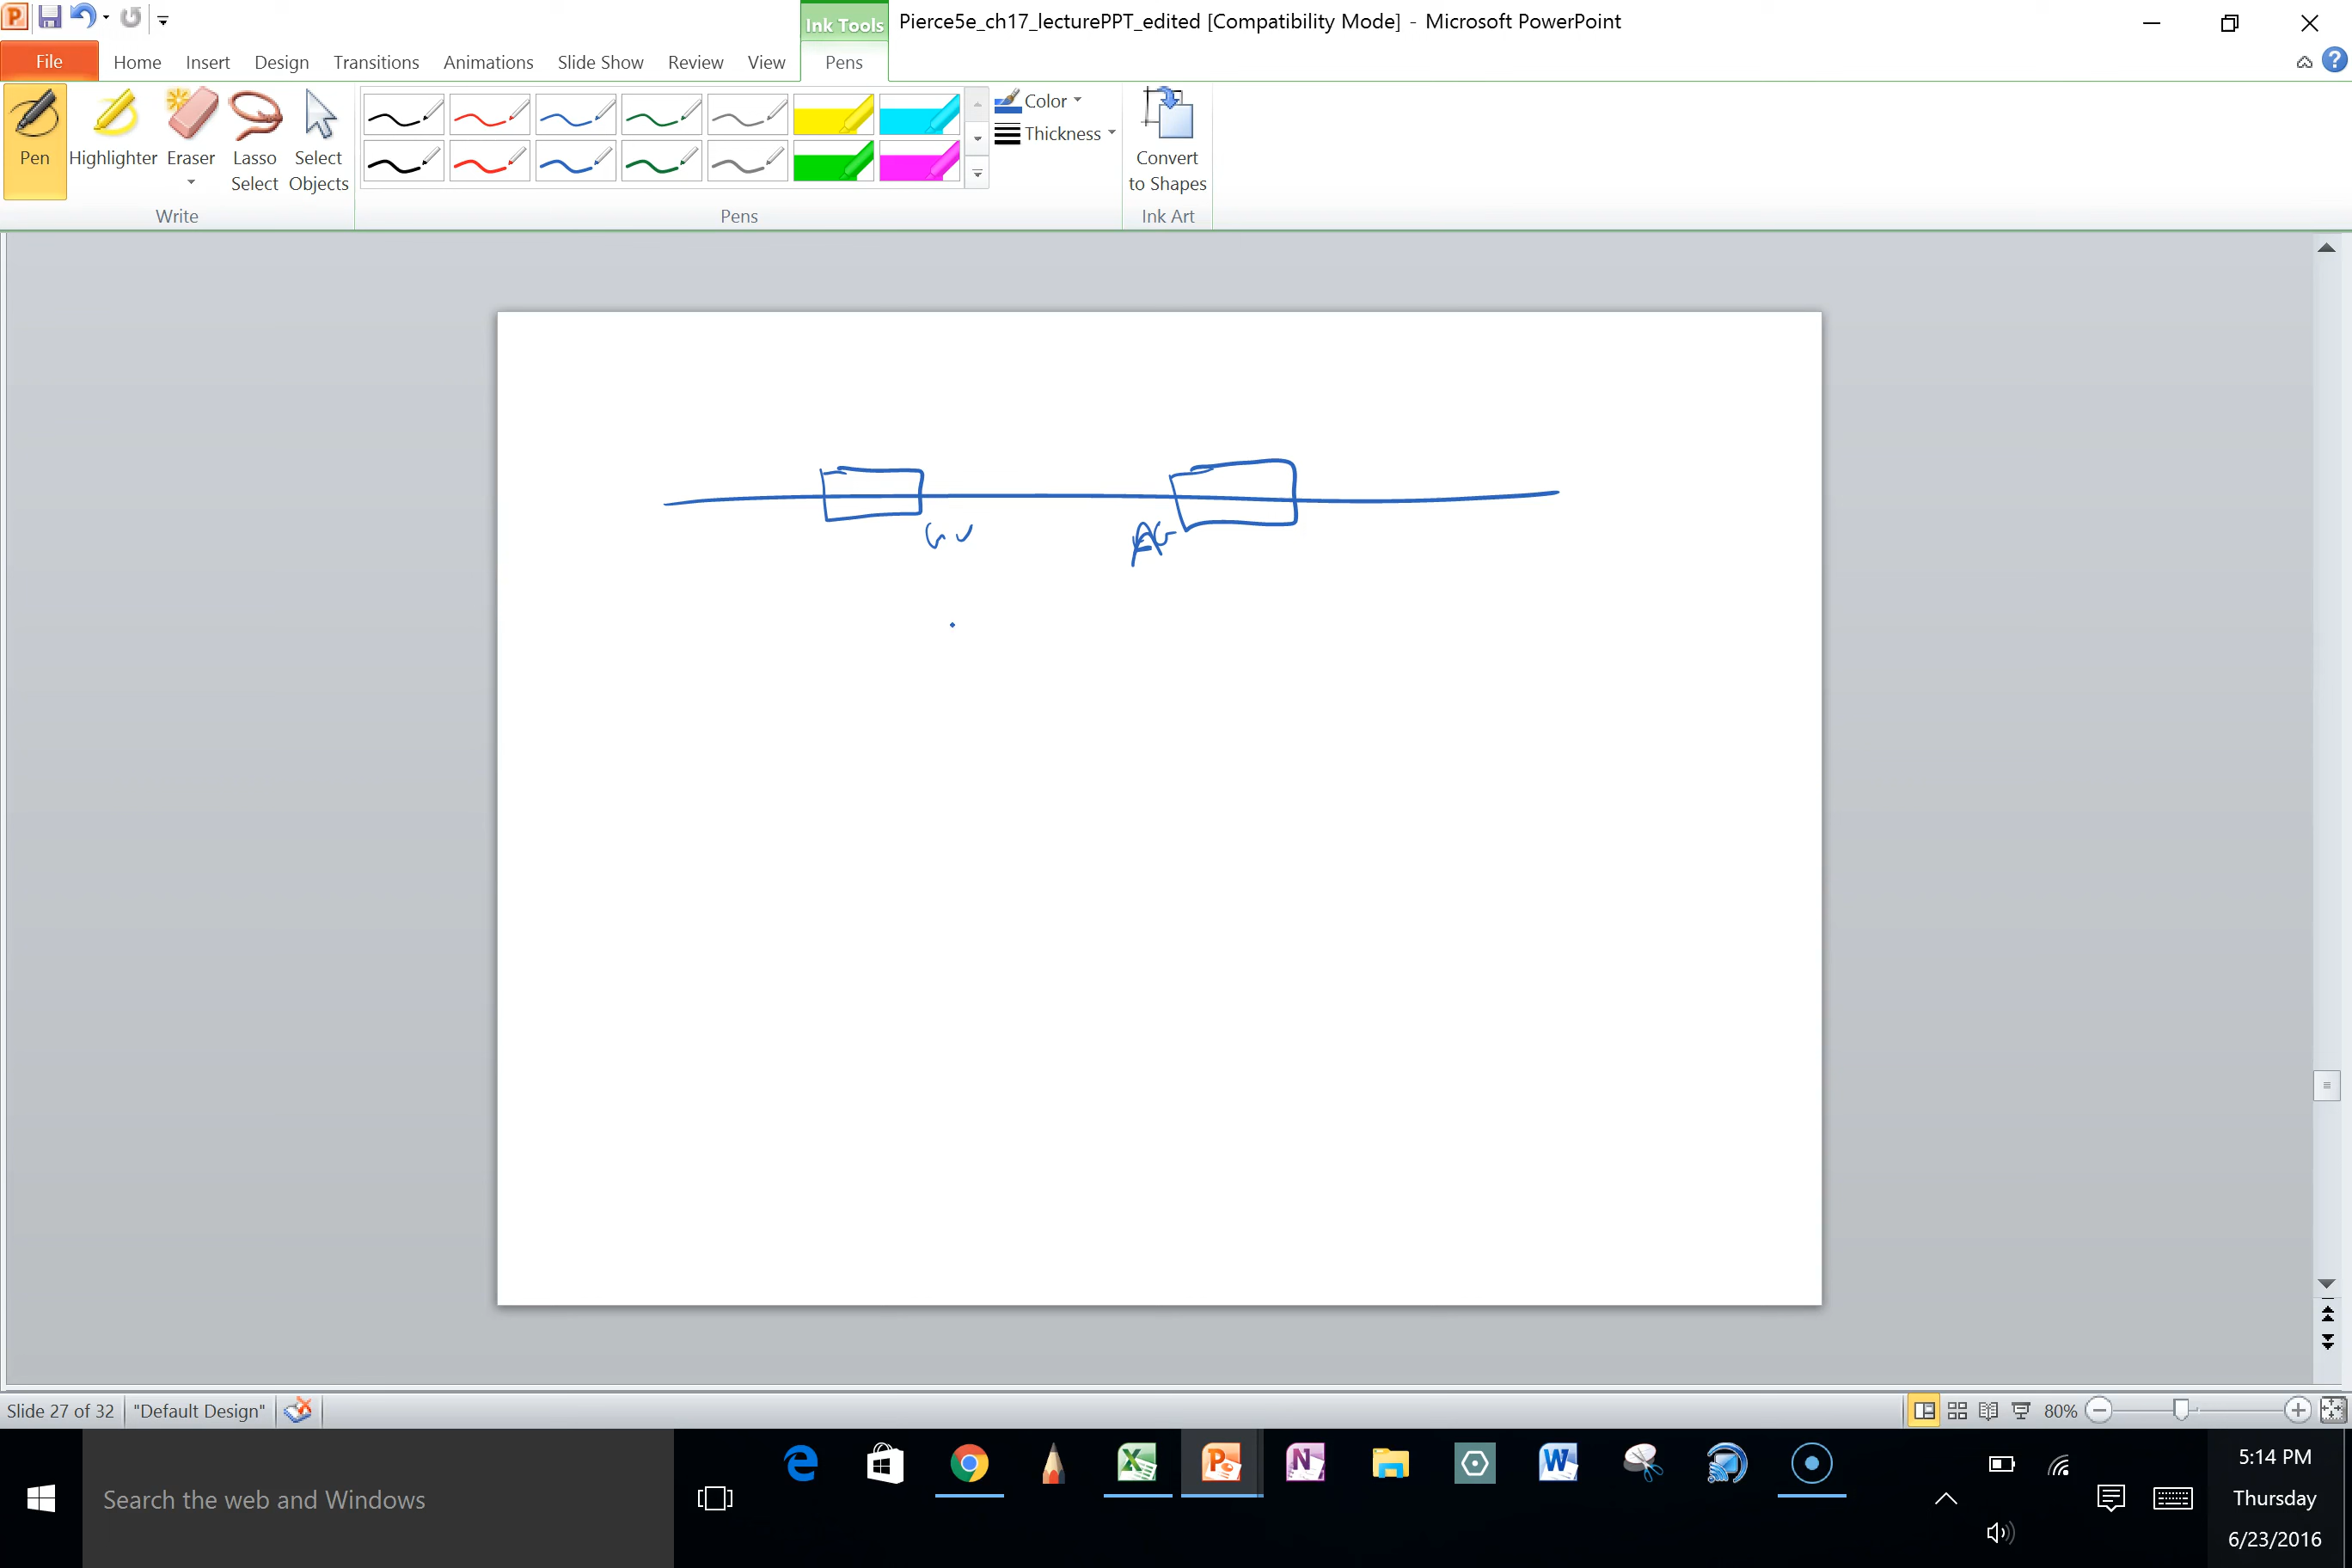 Ink Tools
Pierce5e_ch17_lecturePPT_edited [Compatibility Mode] - Microsoft PowerPoint
File Home Insert Design Transitions Animations Slide Show Review View Pens
Pen Highlighter Eraser Lasso Select Select Objects
Color
Thickness
Convert to Shapes
Write Pens Ink Art
GU AG
Slide 27 of 32 "Default Design" 80%
Search the web and Windows
5:14 PM
Thursday
6/23/2016